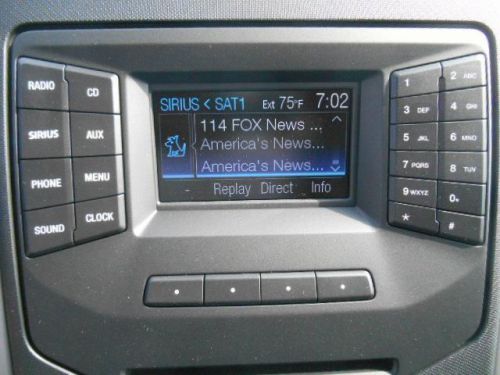 RADIO
CD
SIRIUS
AUX
PHONE
MENU
SOUND
CLOCK
SIRIUS < SAT1 Ext 75°F 7:02
114 FOX News ...
America's News...
America's News...
- Replay Direct Info
1
2 ABC
3 DEF
4 GHI
5 JKL
6 MNO
7 PQRS
8 TUV
9 WXYZ
0
*
#